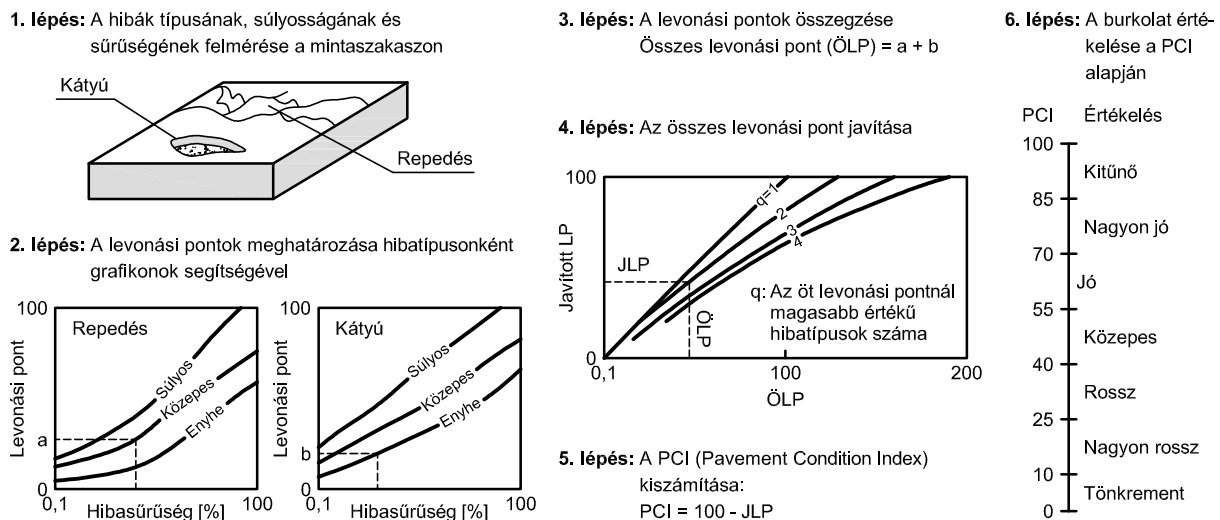 1. lépés: A hibák típusának, súlyosságának és
sűrűségének felmérése a mintaszakaszon
Kátyú
Repedés
2. lépés: A levonási pontok meghatározása hibatípusonként
grafikonok segítségével
100
Repedés
Súlyos
Közepes
Enyhe
Levonási pont
a
0
0,1
100
Hibasűrűség [%]
100
Kátyú
Súlyos
Közepes
Enyhe
Levonási pont
b
0
0,1
100
Hibasűrűség [%]
3. lépés: A levonási pontok összegzése
Összes levonási pont (ÖLP) = a + b
4. lépés: Az összes levonási pont javítása
100
q=1
2
3
4
Javított LP
JLP
ÖLP
q: Az öt levonási pontnál
magasabb értékű
hibatípusok száma
0
0,1
100
200
ÖLP
5. lépés: A PCI (Pavement Condition Index)
kiszámítása:
PCI = 100 - JLP
6. lépés: A burkolat érté-
kelése a PCI
alapján
PCI Értékelés
100
Kitűnő
85
Nagyon jó
70
Jó
55
Közepes
40
Rossz
25
Nagyon rossz
10
Tönkrement
0